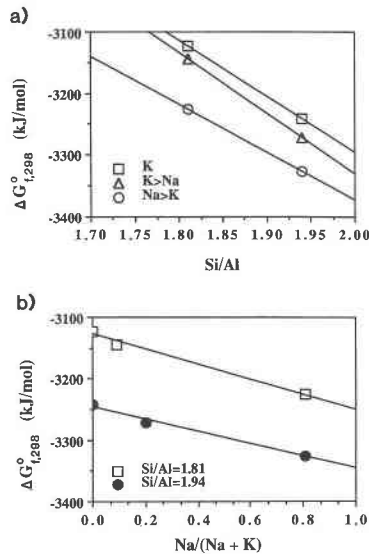 a)
-3100
-3200
-3300
-3400
ΔG°f,298 (kJ/mol)
K
K>Na
Na>K
1.70 1.75 1.80 1.85 1.90 1.95 2.00
Si/Al
b)
-3100
-3200
-3300
-3400
ΔG°f,298 (kJ/mol)
Si/Al=1.81
Si/Al=1.94
0.0 0.2 0.4 0.6 0.8 1.0
Na/(Na + K)